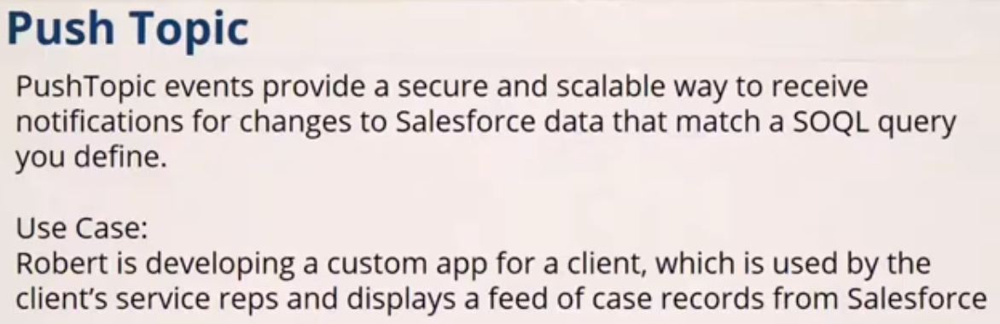 Push Topic
PushTopic events provide a secure and scalable way to receive
notifications for changes to Salesforce data that match a SOQL query
you define.
Use Case:
Robert is developing a custom app for a client, which is used by the
client's service reps and displays a feed of case records from Salesforce